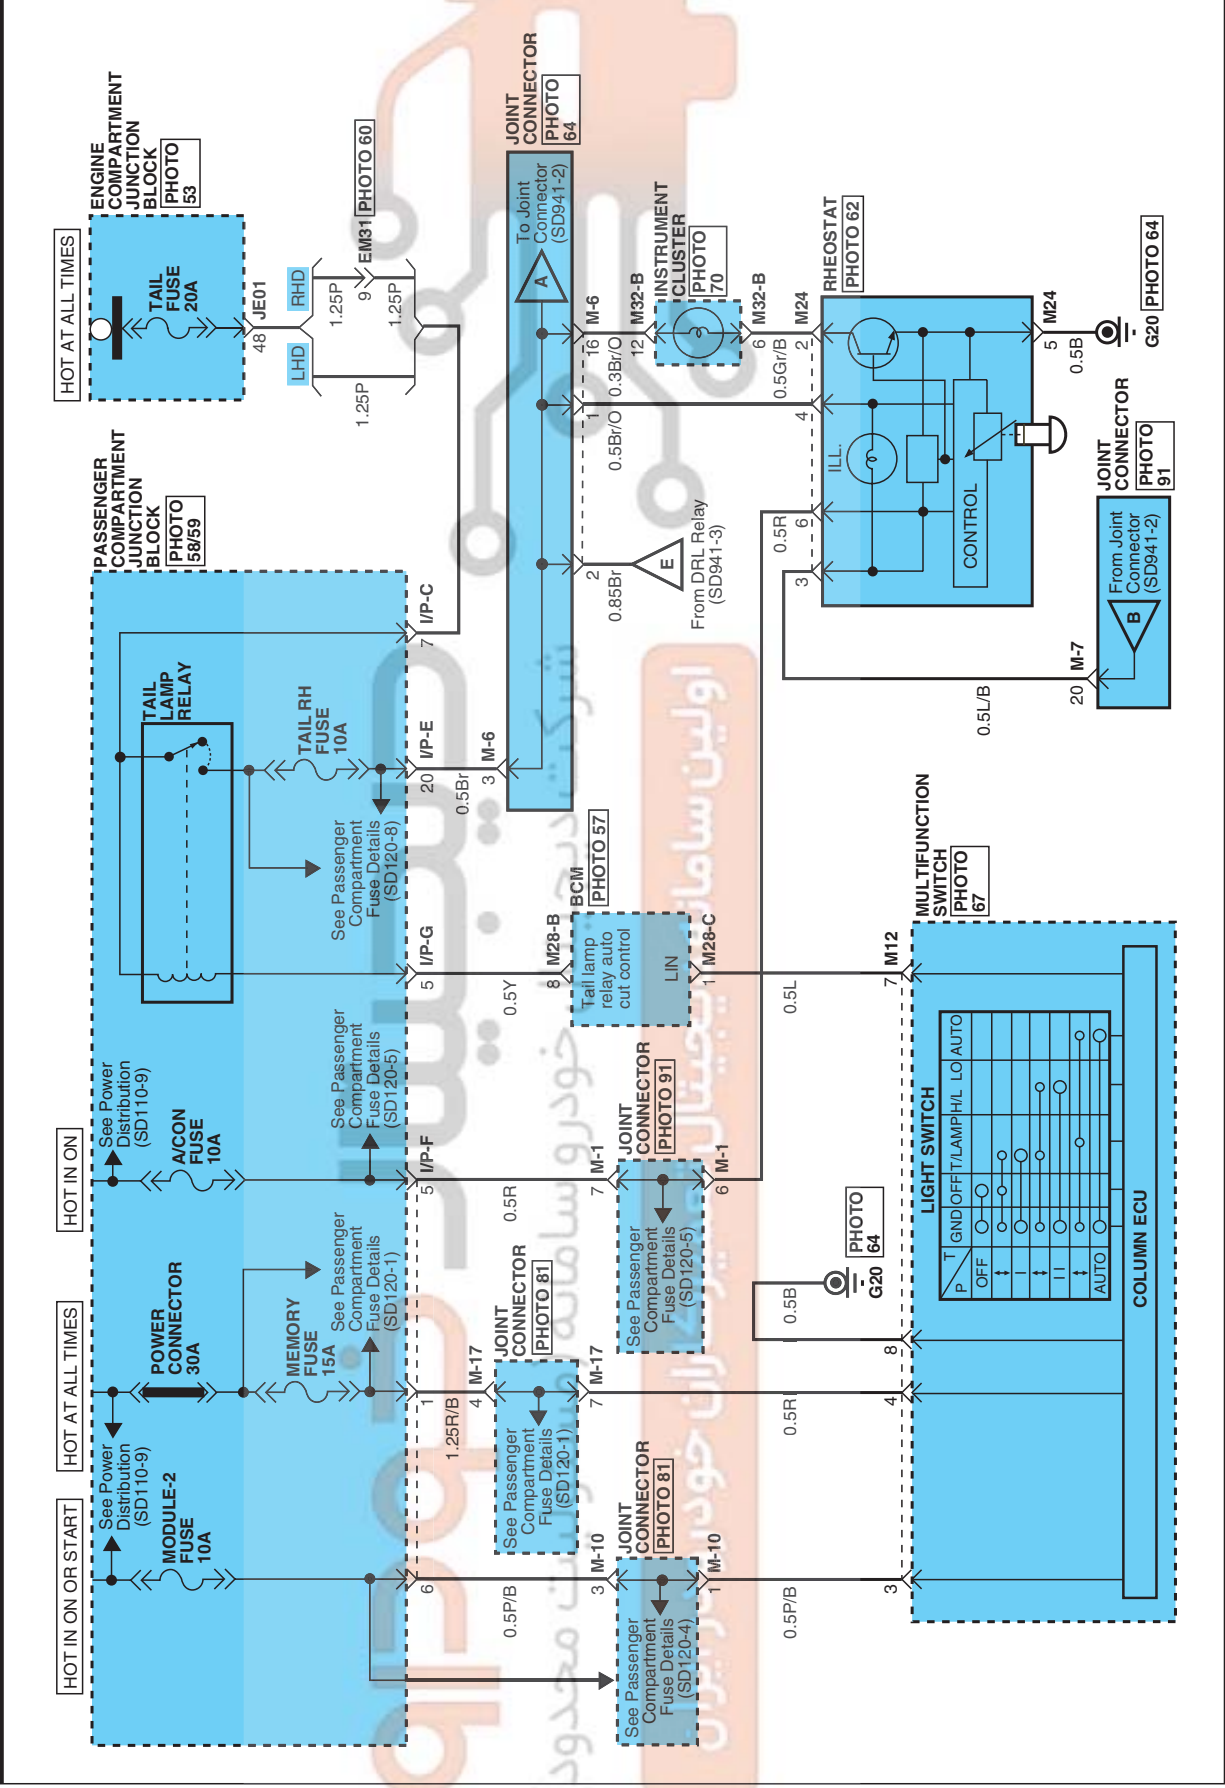 HOT IN ON OR START
HOT AT ALL TIMES
HOT IN ON
HOT AT ALL TIMES
See Power
Distribution
(SD110-9)
MODULE-2
FUSE
10A
POWER
CONNECTOR
30A
MEMORY
FUSE
15A
See Passenger
Compartment
Fuse Details
(SD120-1)
See Power
Distribution
(SD110-9)
A/CON
FUSE
10A
See Passenger
Compartment
Fuse Details
(SD120-5)
TAIL
LAMP
RELAY
TAIL RH
FUSE
10A
See Passenger
Compartment
Fuse Details
(SD120-8)
PASSENGER
COMPARTMENT
JUNCTION
BLOCK
PHOTO
58/59
ENGINE
COMPARTMENT
JUNCTION
BLOCK
PHOTO
53
TAIL
FUSE
20A
48
JE01
LHD
RHD
1.25P
1.25P
9
EM31
PHOTO 60
1.25P
6
1
5
I/P-F
5
I/P-G
20
I/P-E
7
I/P-C
0.5P/B
1.25R/B
0.5R
0.5Y
0.5Br
4
M-17
JOINT
CONNECTOR
PHOTO 81
See Passenger
Compartment
Fuse Details
(SD120-1)
7
M-17
3
M-10
JOINT
CONNECTOR
PHOTO 81
See Passenger
Compartment
Fuse Details
(SD120-4)
1
M-10
7
M-1
JOINT
CONNECTOR
PHOTO 91
See Passenger
Compartment
Fuse Details
(SD120-5)
6
M-1
8
M28-B
BCM
PHOTO 57
Tail lamp
relay auto
cut control
LIN
1
M28-C
3
M-6
JOINT
CONNECTOR
PHOTO
64
A
To Joint
Connector
(SD941-2)
2
1
16
M-6
0.85Br
E
From DRL Relay
(SD941-3)
0.5Br/O
0.3Br/O
12
M32-B
INSTRUMENT
CLUSTER
PHOTO
70
6
M32-B
0.5Gr/B
0.5R
3
6
4
2
M24
RHEOSTAT
PHOTO 62
ILL.
CONTROL
5
M24
0.5B
G20
PHOTO 64
0.5L/B
20
M-7
JOINT
CONNECTOR
PHOTO
91
B
From Joint
Connector
(SD941-2)
0.5P/B
0.5R
0.5B
G20
PHOTO
64
0.5L
3
4
8
7
M12
MULTIFUNCTION
SWITCH
PHOTO
67
LIGHT SWITCH
P T GND OFF T/LAMP H/L LO AUTO
OFF
I
II
AUTO
COLUMN ECU
شرکت دیجیتال خودرو سامانه (مسئولیت محدود)
اولین سامانه دیجیتال تعمیرکاران خودرو در ایران